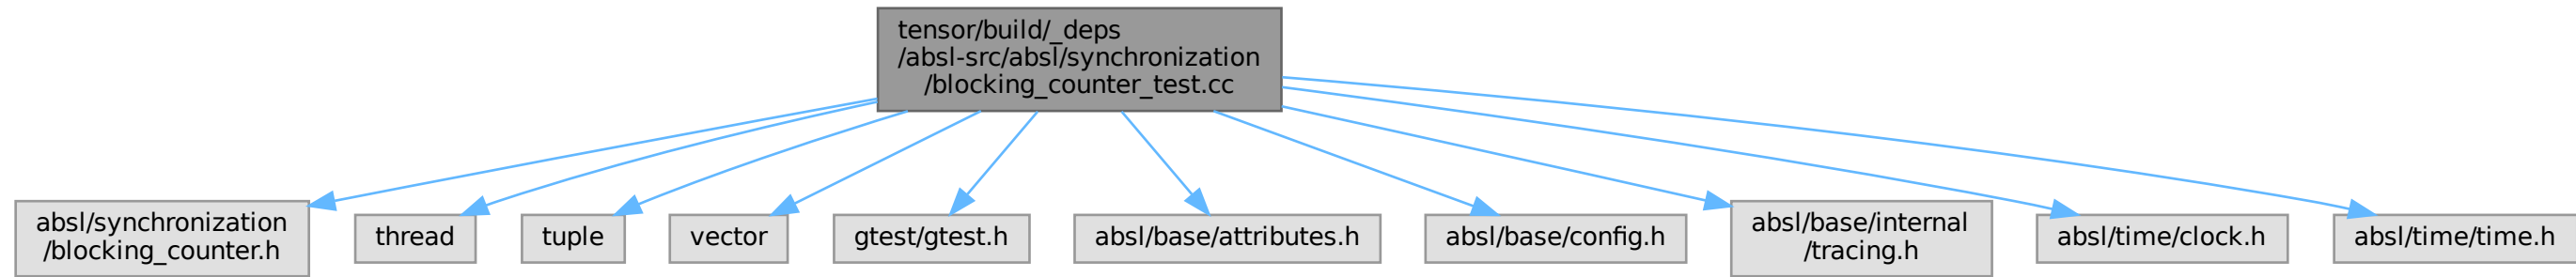 tensor/build/_deps
/absl-src/absl/synchronization
/blocking_counter_test.cc
absl/synchronization
/blocking_counter.h
thread
tuple
vector
gtest/gtest.h
absl/base/attributes.h
absl/base/config.h
absl/base/internal
/tracing.h
absl/time/clock.h
absl/time/time.h